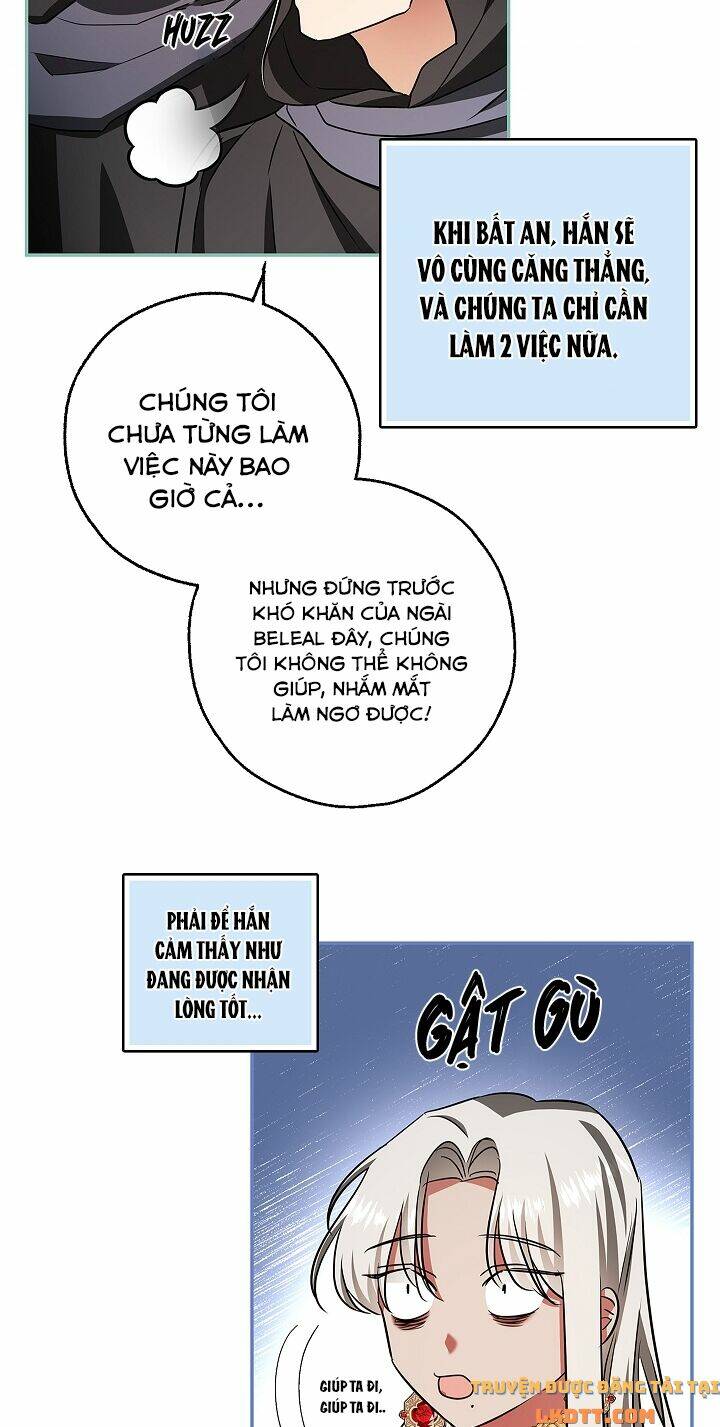 HUZZ
KHI BẤT AN, HẮN SẼ
VÔ CÙNG CĂNG THẲNG,
VÀ CHÚNG TA CHỈ CẦN
LÀM 2 VIỆC NỮA.
CHÚNG TÔI
CHƯA TỪNG LÀM
VIỆC NÀY BAO
GIỜ CẢ...
NHƯNG ĐỨNG TRƯỚC
KHÓ KHĂN CỦA NGÀI
BELEAL ĐÂY, CHÚNG
TÔI KHÔNG THỂ KHÔNG
GIÚP, NHẮM MẮT
LÀM NGƠ ĐƯỢC!
PHẢI ĐỂ HẮN
CẢM THẤY NHƯ
ĐANG ĐƯỢC NHẬN
LÒNG TỐT...
GẬT GÙ
GIÚP TA ĐI,
GIÚP TA ĐI..
TRUYỆN ĐƯỢC ĐĂNG TẢI TẠI
LKOTT.COM